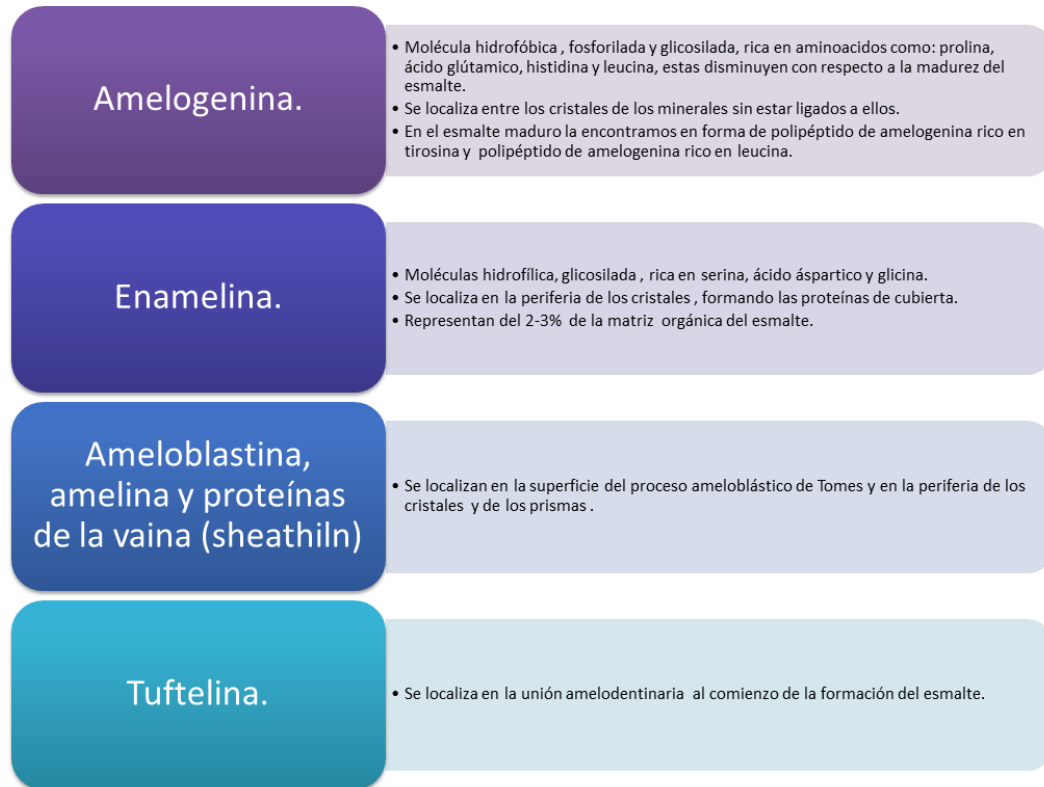 Amelogenina.
• Molécula hidrofóbica , fosforilada y glicosilada, rica en aminoacidos como: prolina,
ácido glútamico, histidina y leucina, estas disminuyen con respecto a la madurez del
esmalte.
• Se localiza entre los cristales de los minerales sin estar ligados a ellos.
• En el esmalte maduro la encontramos en forma de polipéptido de amelogenina rico en
tirosina y polipéptido de amelogenina rico en leucina.
Enamelina.
• Moléculas hidrofílica, glicosilada , rica en serina, ácido áspartico y glicina.
• Se localiza en la periferia de los cristales , formando las proteínas de cubierta.
• Representan del 2-3% de la matriz orgánica del esmalte.
Ameloblastina,
amelina y proteínas
de la vaina (sheathiln)
• Se localizan en la superficie del proceso ameloblástico de Tomes y en la periferia de los
cristales y de los prismas .
Tuftelina.
• Se localiza en la unión amelodentinaria al comienzo de la formación del esmalte.